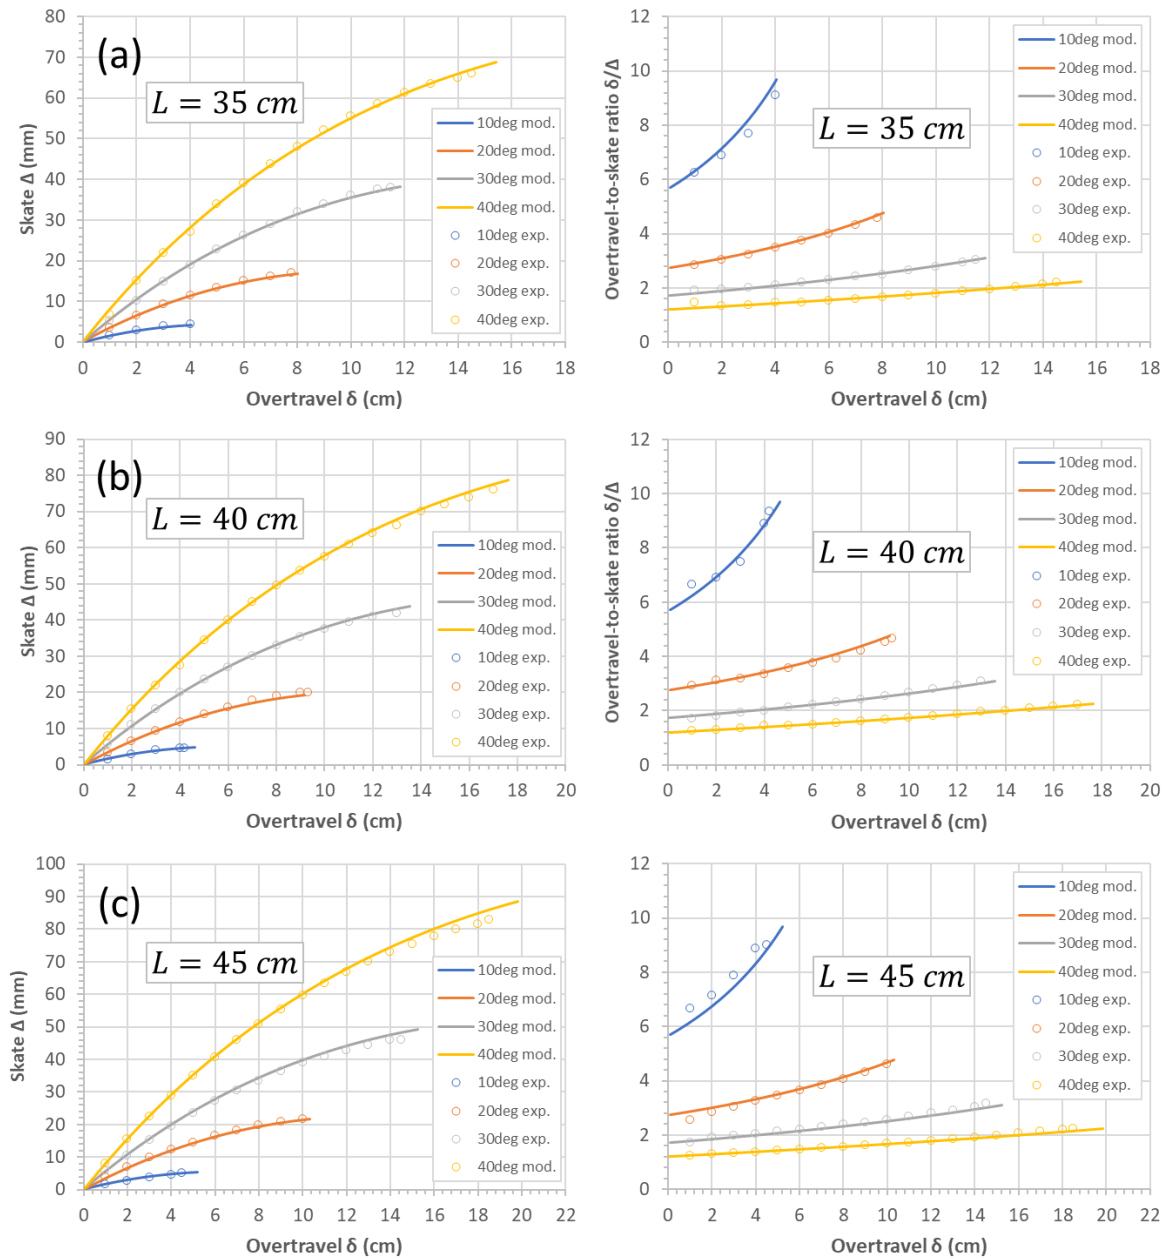 (a)
L = 35 cm
Skate Δ (mm)
80
70
60
50
40
30
20
10
0
0 2 4 6 8 10 12 14 16 18
Overtravel δ (cm)
10deg mod.
20deg mod.
30deg mod.
40deg mod.
10deg exp.
20deg exp.
30deg exp.
40deg exp.
L = 35 cm
Overtravel-to-skate ratio δ/Δ
12
10
8
6
4
2
0
0 2 4 6 8 10 12 14 16 18
Overtravel δ (cm)
10deg mod.
20deg mod.
30deg mod.
40deg mod.
10deg exp.
20deg exp.
30deg exp.
40deg exp.
(b)
L = 40 cm
Skate Δ (mm)
90
80
70
60
50
40
30
20
10
0
0 2 4 6 8 10 12 14 16 18 20
Overtravel δ (cm)
10deg mod.
20deg mod.
30deg mod.
40deg mod.
10deg exp.
20deg exp.
30deg exp.
40deg exp.
L = 40 cm
Overtravel-to-skate ratio δ/Δ
12
10
8
6
4
2
0
0 2 4 6 8 10 12 14 16 18 20
Overtravel δ (cm)
10deg mod.
20deg mod.
30deg mod.
40deg mod.
10deg exp.
20deg exp.
30deg exp.
40deg exp.
(c)
L = 45 cm
Skate Δ (mm)
100
90
80
70
60
50
40
30
20
10
0
0 2 4 6 8 10 12 14 16 18 20 22
Overtravel δ (cm)
10deg mod.
20deg mod.
30deg mod.
40deg mod.
10deg exp.
20deg exp.
30deg exp.
40deg exp.
L = 45 cm
Overtravel-to-skate ratio δ/Δ
12
10
8
6
4
2
0
0 2 4 6 8 10 12 14 16 18 20 22
Overtravel δ (cm)
10deg mod.
20deg mod.
30deg mod.
40deg mod.
10deg exp.
20deg exp.
30deg exp.
40deg exp.